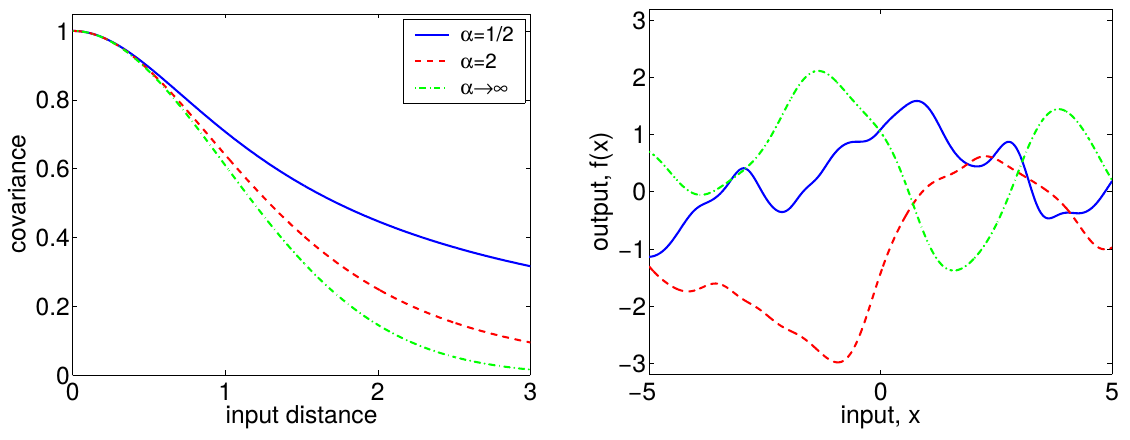 1
0.8
0.6
0.4
0.2
0
0
1
2
3
covariance
input distance
α=1/2
α=2
α→∞
3
2
1
0
−1
−2
−3
−5
0
5
output, f(x)
input, x